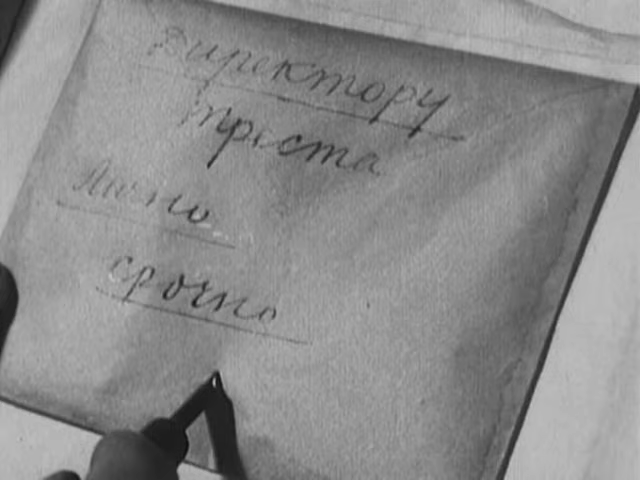 Директору
треста
Лично
срочно